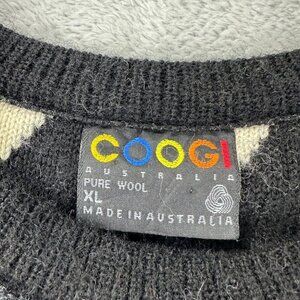 COOGI
AUSTRALIA
PURE WOOL
XL
MADE IN AUSTRALIA